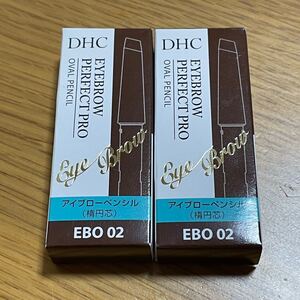 DHC
EYEBROW
PERFECT PRO
OVAL PENCIL
Eye Brow
アイブローペンシル
(楕円芯)
EBO 02
DHC
EYEBROW
PERFECT PRO
OVAL PENCIL
Eye Brow
アイブローペンシル
(楕円芯)
EBO 02